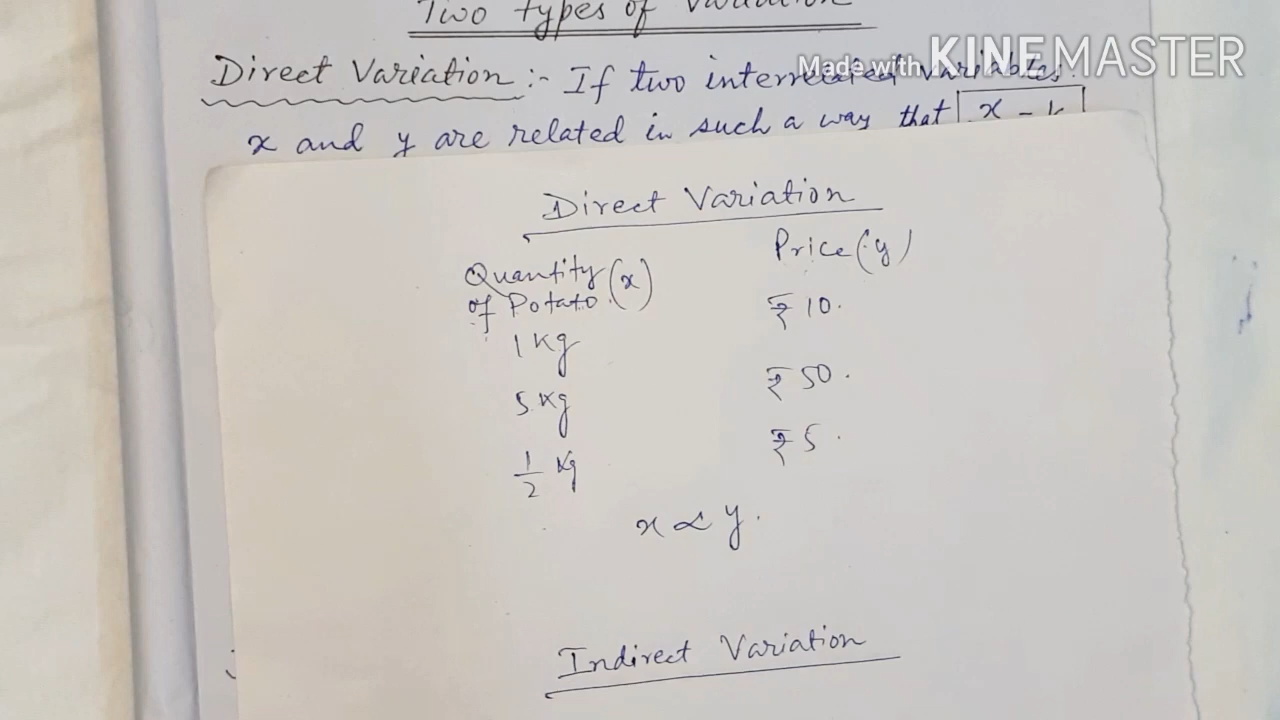 Two types of Variation
Made with KINEMASTER
Direct Variation :- If two interrelated variables
x and y are related in such a way that x - k
Direct Variation
Quantity of Potato (x) Price (y)
1 Kg ₹ 10.
5 Kg ₹ 50.
1/2 Kg ₹ 5.
x ∝ y.
Indirect Variation